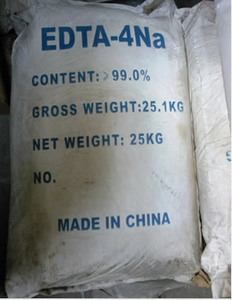 EDTA-4Na
CONTENT:>99.0%
GROSS WEIGHT:25.1KG
NET WEIGHT: 25KG
NO.
MADE IN CHINA